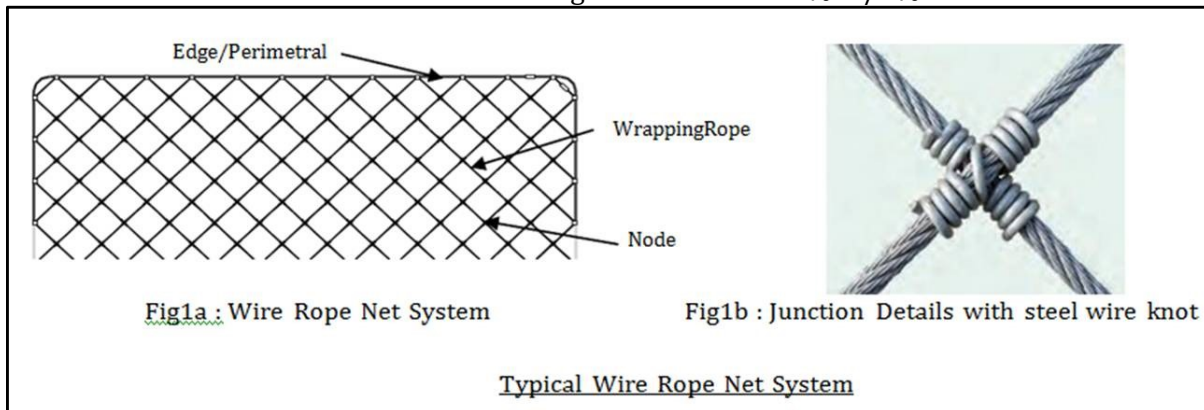 Edge/Perimetral
WrappingRope
Node
Fig1a : Wire Rope Net System
Fig1b : Junction Details with steel wire knot
Typical Wire Rope Net System